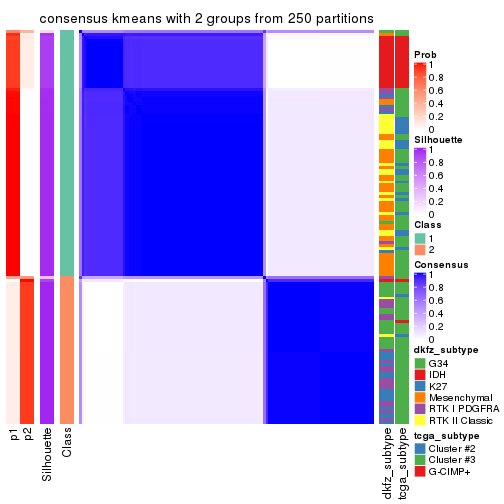 consensus kmeans with 2 groups from 250 partitions
Prob
1
0.8
0.6
0.4
0.2
0
Silhouette
1
0.8
0.6
0.4
0.2
0
Class
1
2
Consensus
1
0.8
0.6
0.4
0.2
0
dkfz_subtype
G34
IDH
K27
Mesenchymal
RTK I PDGFRA
RTK II Classic
tcga_subtype
Cluster #2
Cluster #3
G-CIMP+
p1
p2
Silhouette
Class
dkfz_subtype
tcga_subtype